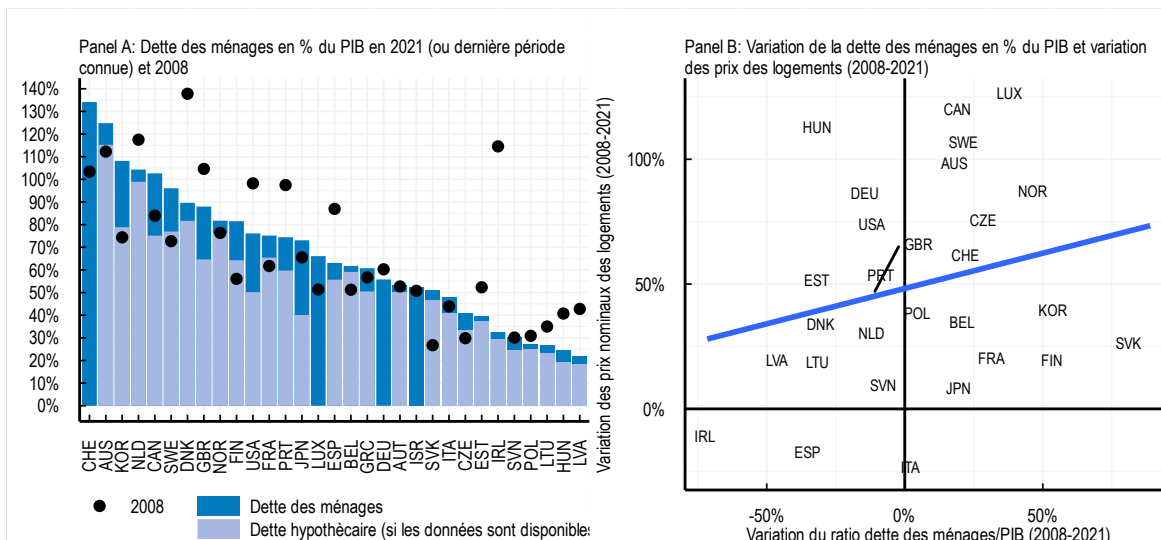 Panel A: Dette des ménages en % du PIB en 2021 (ou dernière période
connue) et 2008
140%
130%
120%
110%
100%
90%
80%
70%
60%
50%
40%
30%
20%
10%
0%
CHE AUS KOR NLD CAN SWE DNK GBR NOR FIN USA FRA PRT JPN LUX ESP BEL GRC DEU AUT ISR SVK ITA CZE EST IRL SVN POL LTU HUN LVA
2008
Dette des ménages
Dette hypothècaire (si les données sont disponibles
Panel B: Variation de la dette des ménages en % du PIB et variation
des prix des logements (2008-2021)
Variation des prix nominaux des logements (2008-2021)
100%
50%
0%
LUX
CAN
HUN
SWE
AUS
DEU
NOR
USA
CZE
GBR
CHE
PRT
EST
POL
KOR
DNK
BEL
NLD
SVK
LVA
LTU
FRA
FIN
SVN
JPN
IRL
ESP
ITA
-50%
0%
50%
Variation du ratio dette des ménages/PIB (2008-2021)